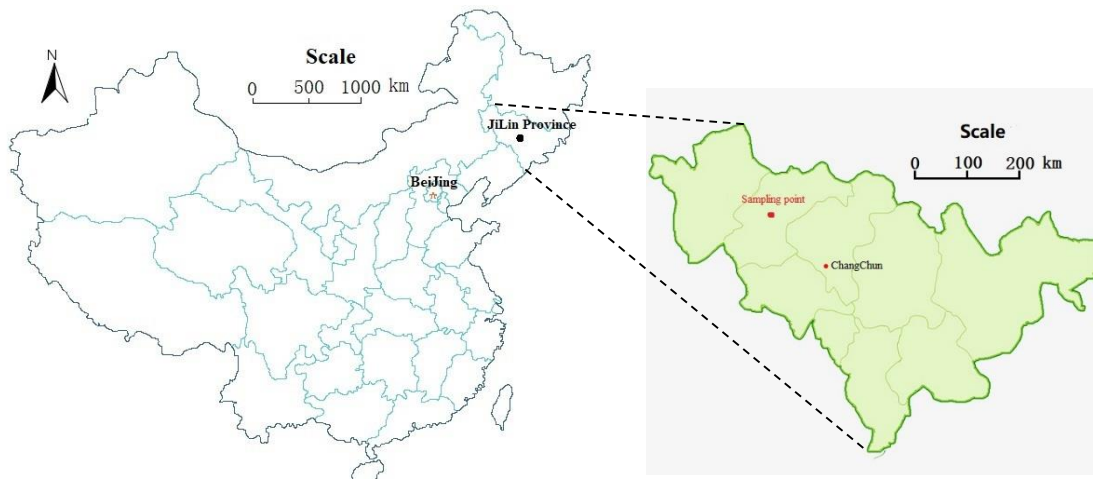 N
Scale
0 500 1000 km
JiLin Province
BeiJing
Scale
0 100 200 km
Sampling point
ChangChun